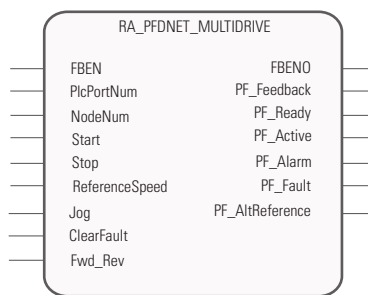 RA_PFDNET_MULTIDRIVE
FBEN FBENO
PlcPortNum PF_Feedback
NodeNum PF_Ready
Start PF_Active
Stop PF_Alarm
ReferenceSpeed PF_Fault
Jog PF_AltReference
ClearFault
Fwd_Rev